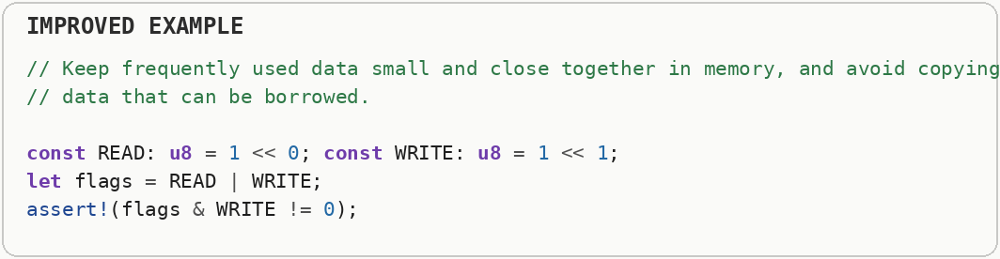 IMPROVED EXAMPLE
// Keep frequently used data small and close together in memory, and avoid copying
// data that can be borrowed.
const READ: u8 = 1 << 0; const WRITE: u8 = 1 << 1;
let flags = READ | WRITE;
assert!(flags & WRITE != 0);